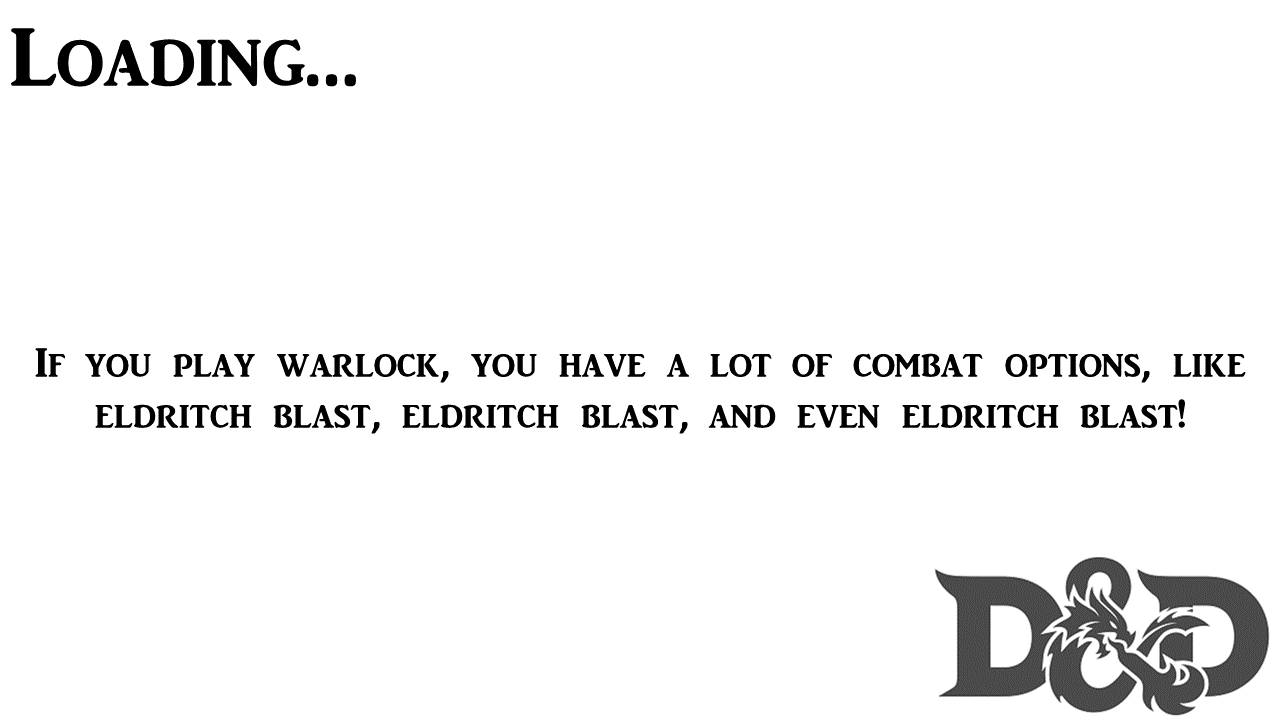 Loading...
If you play warlock, you have a lot of combat options, like
eldritch blast, eldritch blast, and even eldritch blast!
D&D